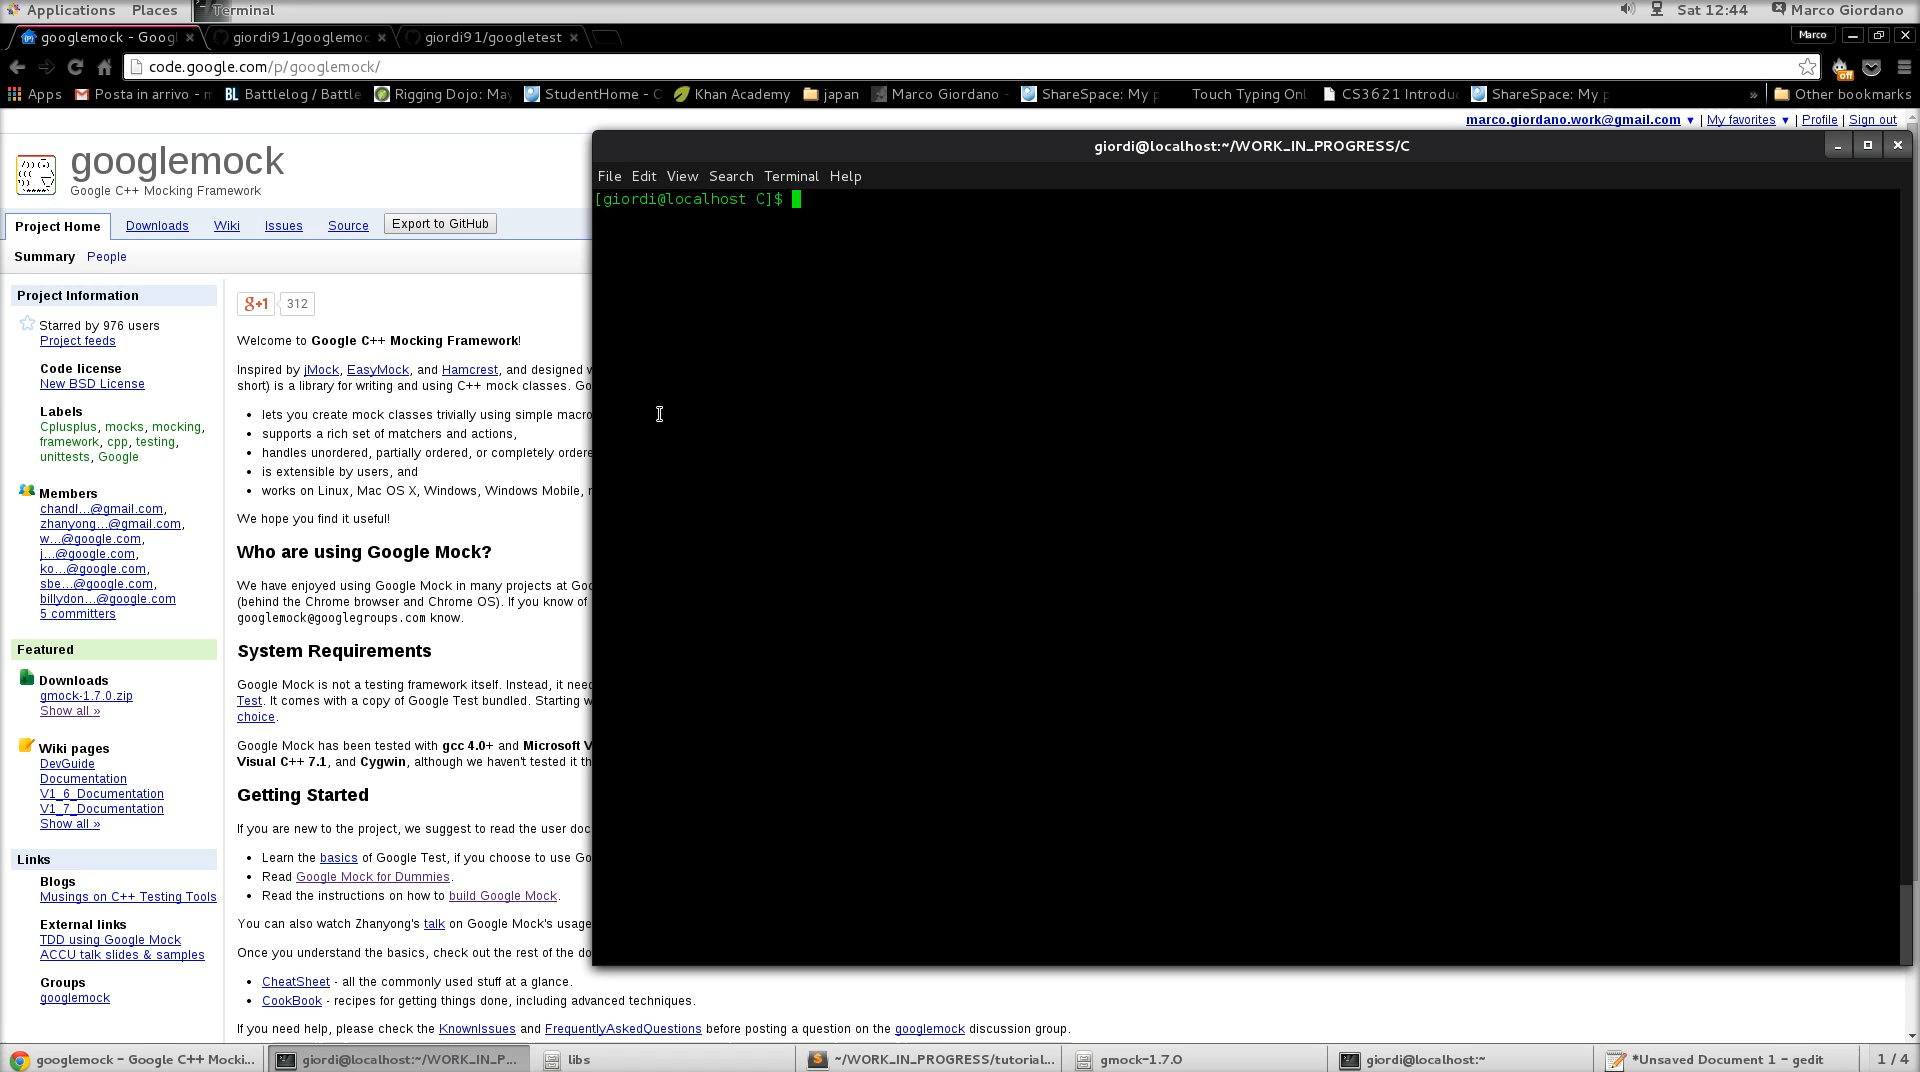 Applications Places Terminal Sat 12:44 Marco Giordano
googlemock - Googl giordi91/googlemoc giordi91/googletest Marco
code.google.com/p/googlemock/
Apps Posta in arrivo - Battlelog / Battle Rigging Dojo: May StudentHome - C Khan Academy japan Marco Giordano ShareSpace: My p Touch Typing Onl CS3621 Introdu ShareSpace: My p » Other bookmarks
marco.giordano.work@gmail.com ▼ | My favorites ▼ | Profile | Sign out
googlemock
Google C++ Mocking Framework
Project Home Downloads Wiki Issues Source Export to GitHub
Summary People
Project Information
Starred by 976 users
Project feeds
Code license
New BSD License
Labels
Cplusplus, mocks, mocking,
framework, cpp, testing,
unittests, Google
Members
chandl...@gmail.com,
zhanyong...@gmail.com,
w...@google.com,
j...@google.com,
ko...@google.com,
sbe...@google.com,
billydon...@google.com
5 committers
Featured
Downloads
gmock-1.7.0.zip
Show all »
Wiki pages
DevGuide
Documentation
V1_6_Documentation
V1_7_Documentation
Show all »
Links
Blogs
Musings on C++ Testing Tools
External links
TDD using Google Mock
ACCU talk slides & samples
Groups
googlemock
g+1 312
Welcome to Google C++ Mocking Framework!
Inspired by jMock, EasyMock, and Hamcrest, and designed w
short) is a library for writing and using C++ mock classes. Go
• lets you create mock classes trivially using simple macro
• supports a rich set of matchers and actions,
• handles unordered, partially ordered, or completely ordere
• is extensible by users, and
• works on Linux, Mac OS X, Windows, Windows Mobile,
We hope you find it useful!
Who are using Google Mock?
We have enjoyed using Google Mock in many projects at Goo
(behind the Chrome browser and Chrome OS). If you know of
googlemock@googlegroups.com know.
System Requirements
Google Mock is not a testing framework itself. Instead, it need
Test. It comes with a copy of Google Test bundled. Starting w
choice.
Google Mock has been tested with gcc 4.0+ and Microsoft V
Visual C++ 7.1, and Cygwin, although we haven't tested it th
Getting Started
If you are new to the project, we suggest to read the user doc
• Learn the basics of Google Test, if you choose to use Go
• Read Google Mock for Dummies.
• Read the instructions on how to build Google Mock.
You can also watch Zhanyong's talk on Google Mock's usage
Once you understand the basics, check out the rest of the do
• CheatSheet - all the commonly used stuff at a glance.
• CookBook - recipes for getting things done, including advanced techniques.
If you need help, please check the KnownIssues and FrequentlyAskedQuestions before posting a question on the googlemock discussion group.
giordi@localhost:~/WORK_IN_PROGRESS/C
File Edit View Search Terminal Help
[giordi@localhost C]$
googlemock - Google C++ Mocki... giordi@localhost:~/WORK_IN_P... libs ~/WORK_IN_PROGRESS/tutorial... gmock-1.7.0 giordi@localhost:~ *Unsaved Document 1 - gedit 1 / 4